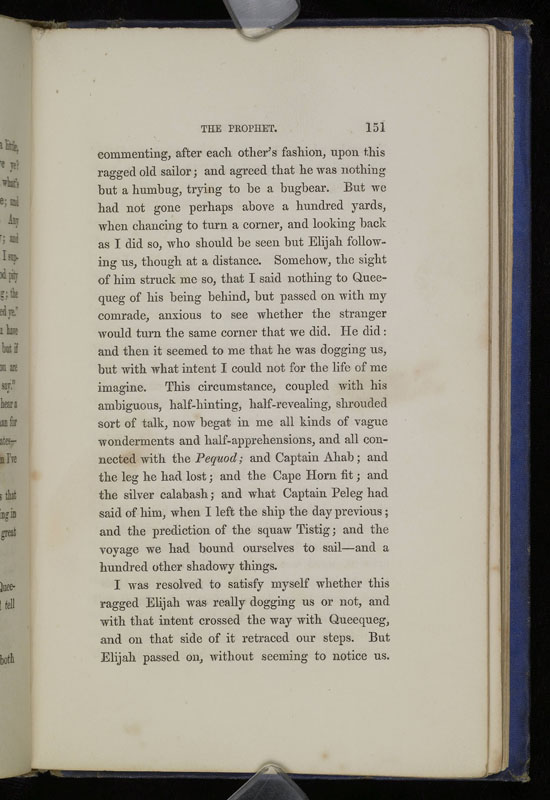 THE PROPHET. 151
commenting, after each other's fashion, upon this
ragged old sailor; and agreed that he was nothing
but a humbug, trying to be a bugbear. But we
had not gone perhaps above a hundred yards,
when chancing to turn a corner, and looking back
as I did so, who should be seen but Elijah follow-
ing us, though at a distance. Somehow, the sight
of him struck me so, that I said nothing to Quee-
queg of his being behind, but passed on with my
comrade, anxious to see whether the stranger
would turn the same corner that we did. He did:
and then it seemed to me that he was dogging us,
but with what intent I could not for the life of me
imagine. This circumstance, coupled with his
ambiguous, half-hinting, half-revealing, shrouded
sort of talk, now begat in me all kinds of vague
wonderments and half-apprehensions, and all con-
nected with the Pequod; and Captain Ahab; and
the leg he had lost; and the Cape Horn fit; and
the silver calabash; and what Captain Peleg had
said of him, when I left the ship the day previous;
and the prediction of the squaw Tistig; and the
voyage we had bound ourselves to sail—and a
hundred other shadowy things.
I was resolved to satisfy myself whether this
ragged Elijah was really dogging us or not, and
with that intent crossed the way with Queequeg,
and on that side of it retraced our steps. But
Elijah passed on, without seeming to notice us.